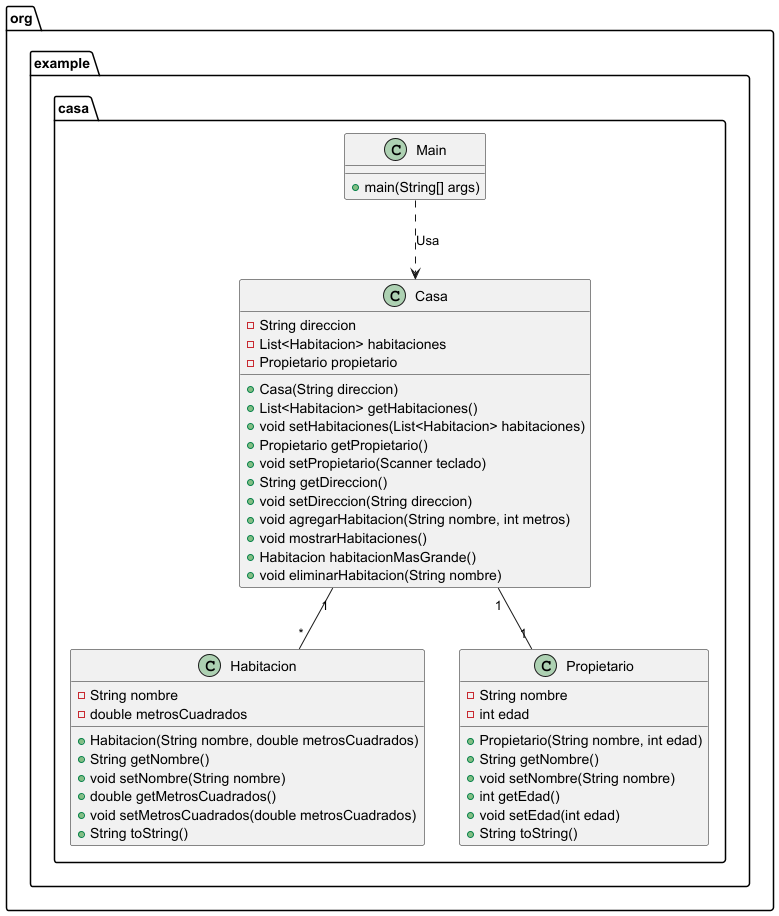 org
example
casa
C Main
main(String[] args)
Usa
C Casa
String direccion
List<Habitacion> habitaciones
Propietario propietario
Casa(String direccion)
List<Habitacion> getHabitaciones()
void setHabitaciones(List<Habitacion> habitaciones)
Propietario getPropietario()
void setPropietario(Scanner teclado)
String getDireccion()
void setDireccion(String direccion)
void agregarHabitacion(String nombre, int metros)
void mostrarHabitaciones()
Habitacion habitacionMasGrande()
void eliminarHabitacion(String nombre)
1
1
*
1
C Habitacion
String nombre
double metrosCuadrados
Habitacion(String nombre, double metrosCuadrados)
String getNombre()
void setNombre(String nombre)
double getMetrosCuadrados()
void setMetrosCuadrados(double metrosCuadrados)
String toString()
C Propietario
String nombre
int edad
Propietario(String nombre, int edad)
String getNombre()
void setNombre(String nombre)
int getEdad()
void setEdad(int edad)
String toString()